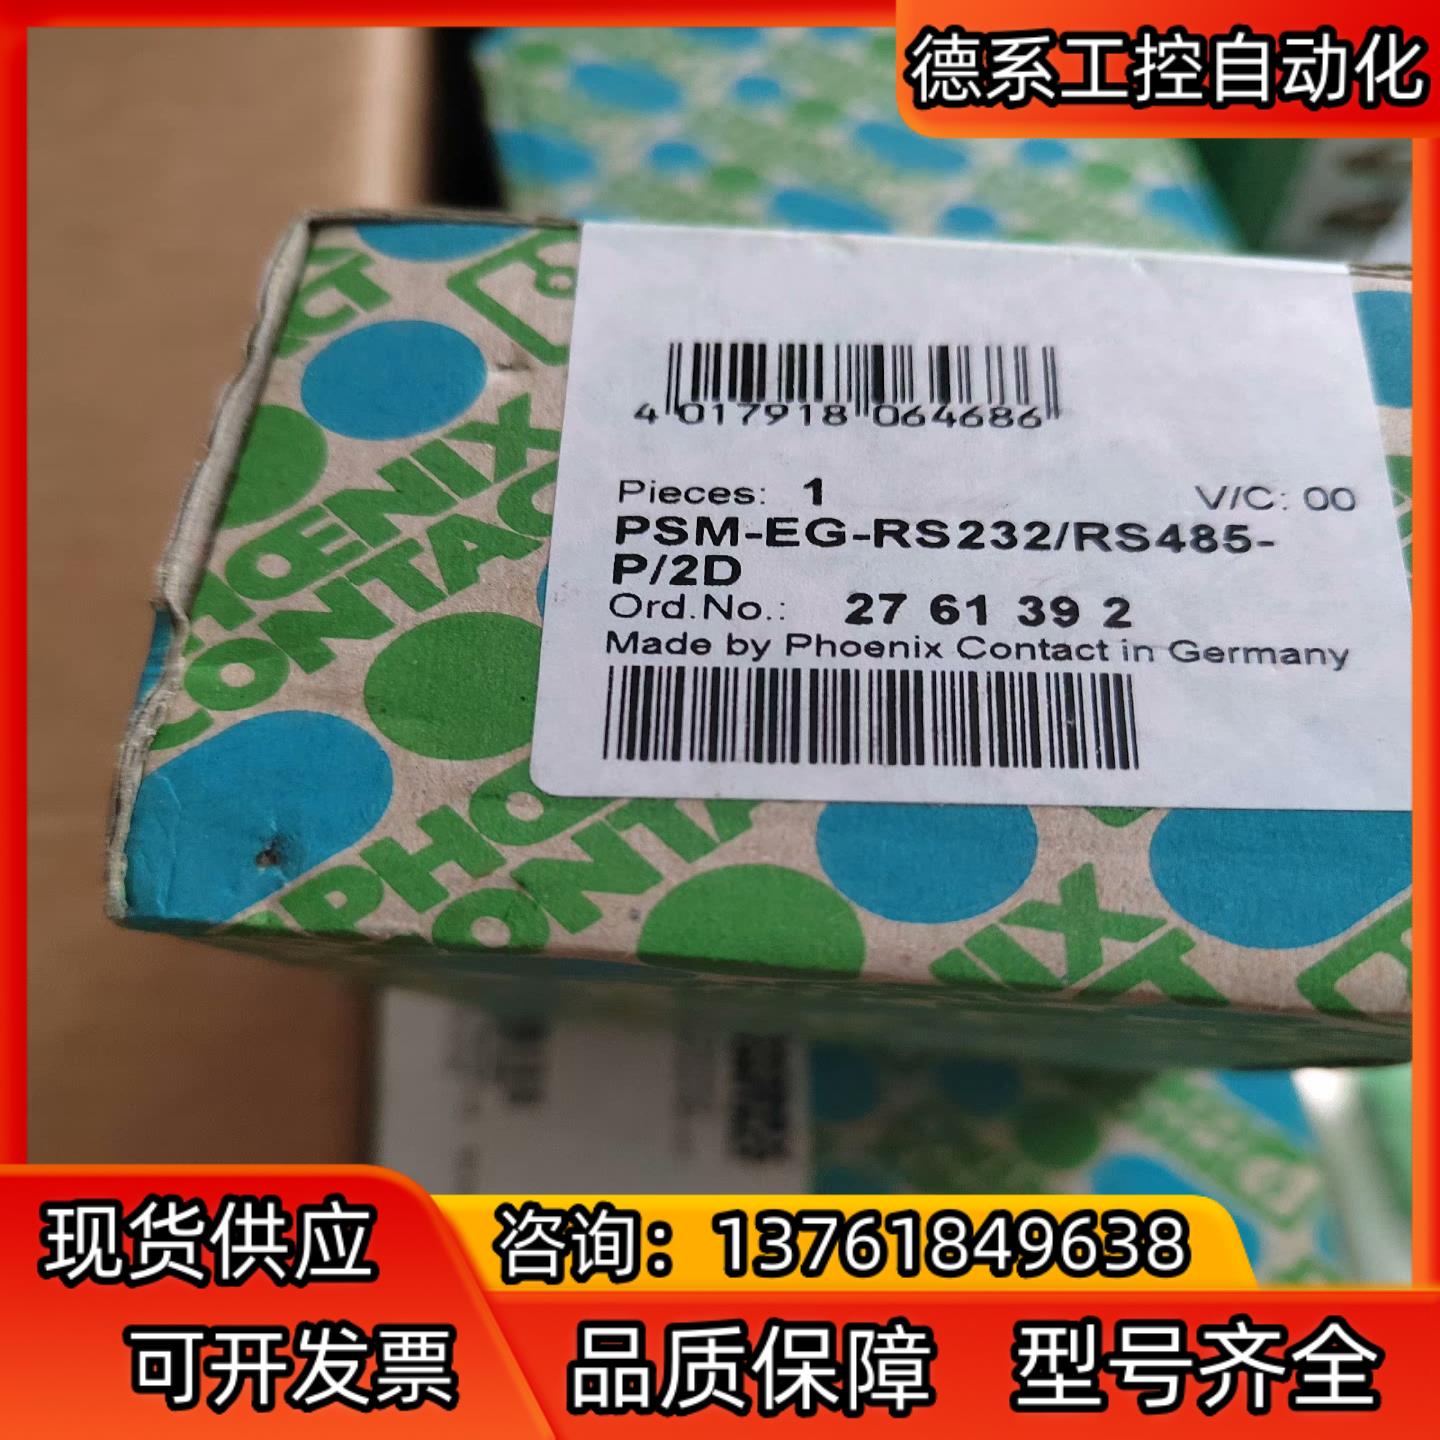 德系工控自动化
4 017918 064686
Pieces: 1
V/C: 00
PSM-EG-RS232/RS485-
P/2D
Ord.No.: 27 61 39 2
Made by Phoenix Contact in Germany
PHOENIX
CONTACT
现货供应
咨询：13761849638
可开发票
品质保障
型号齐全